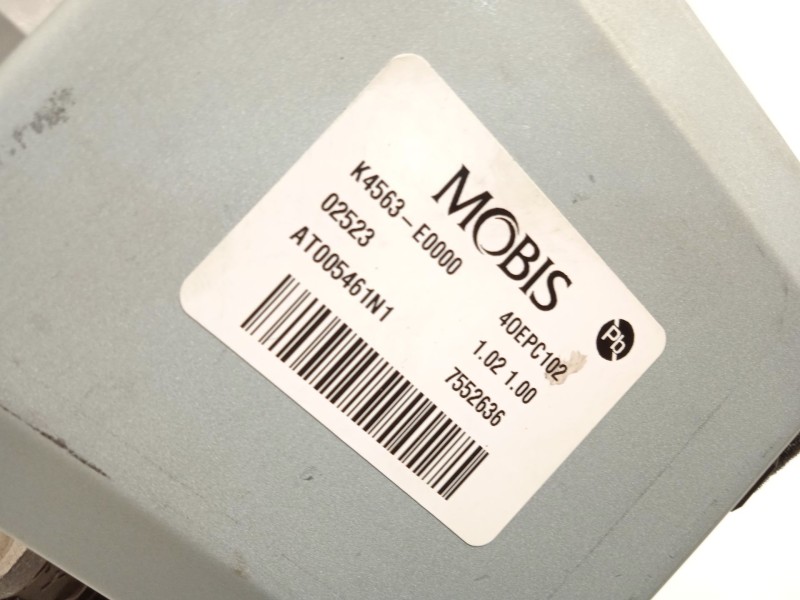 MOBIS
K4563-E0000 40EPC102
02523 1.02 1.00
AT005461N1 7552636
Pb